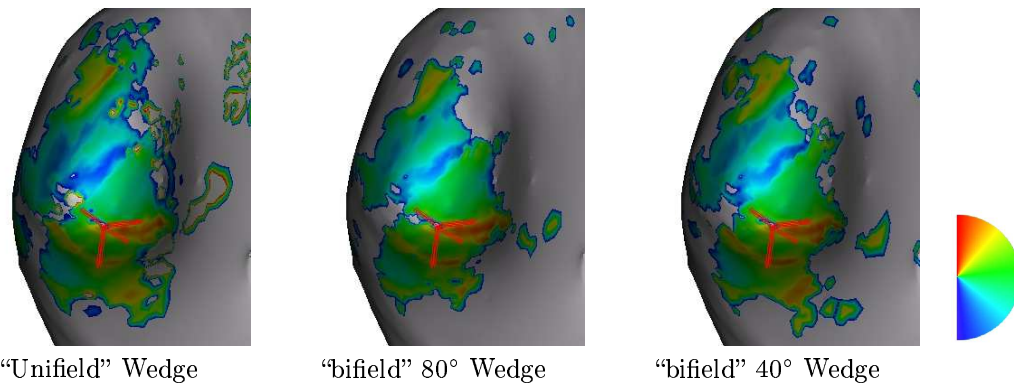 “Unifield” Wedge
“bifield” 80° Wedge
“bifield” 40° Wedge